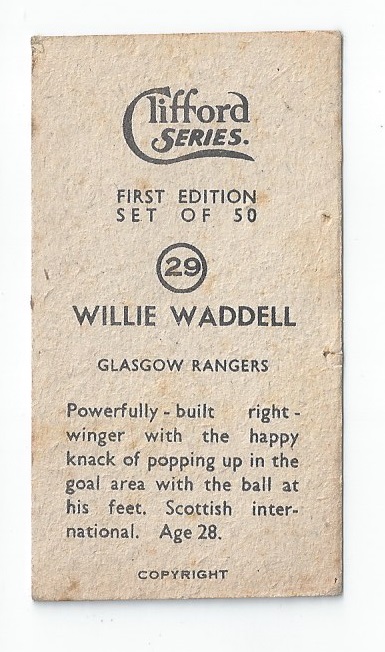 Clifford
SERIES.
FIRST EDITION
SET OF 50
29
WILLIE WADDELL
GLASGOW RANGERS
Powerfully - built right -
winger with the happy
knack of popping up in the
goal area with the ball at
his feet. Scottish inter-
national. Age 28.
COPYRIGHT